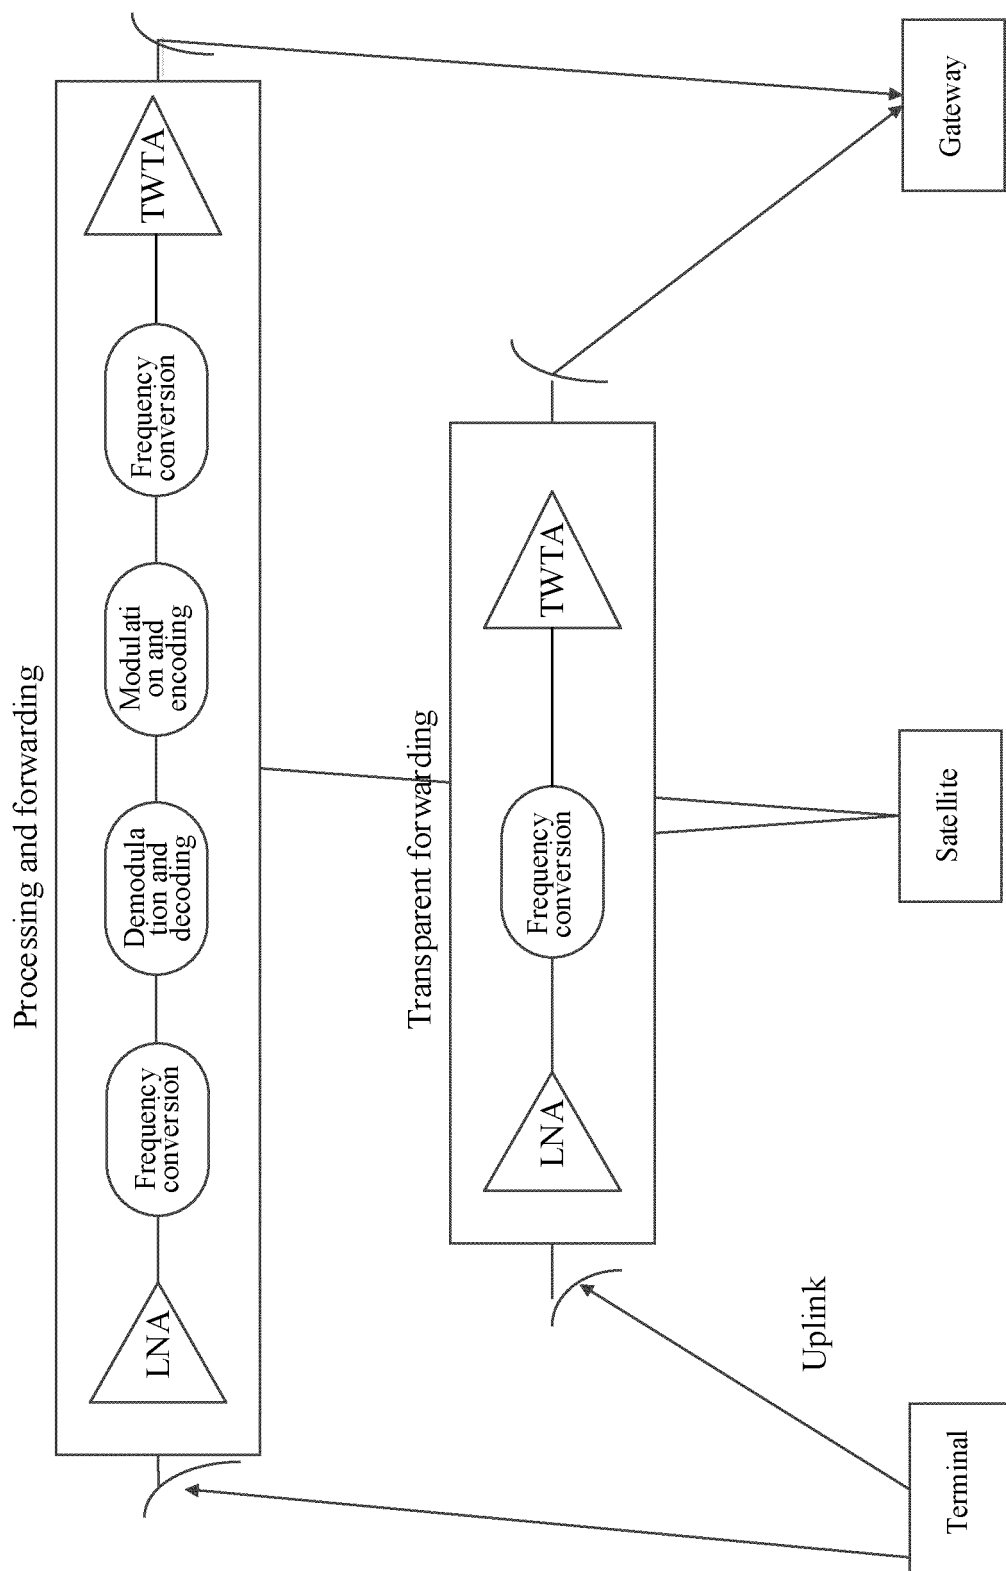 Processing and forwarding
LNA
Frequency
conversion
Demodula
tion and
decoding
Modulati
on and
encoding
Frequency
conversion
TWTA
Transparent forwarding
LNA
Frequency
conversion
TWTA
Uplink
Terminal
Satellite
Gateway